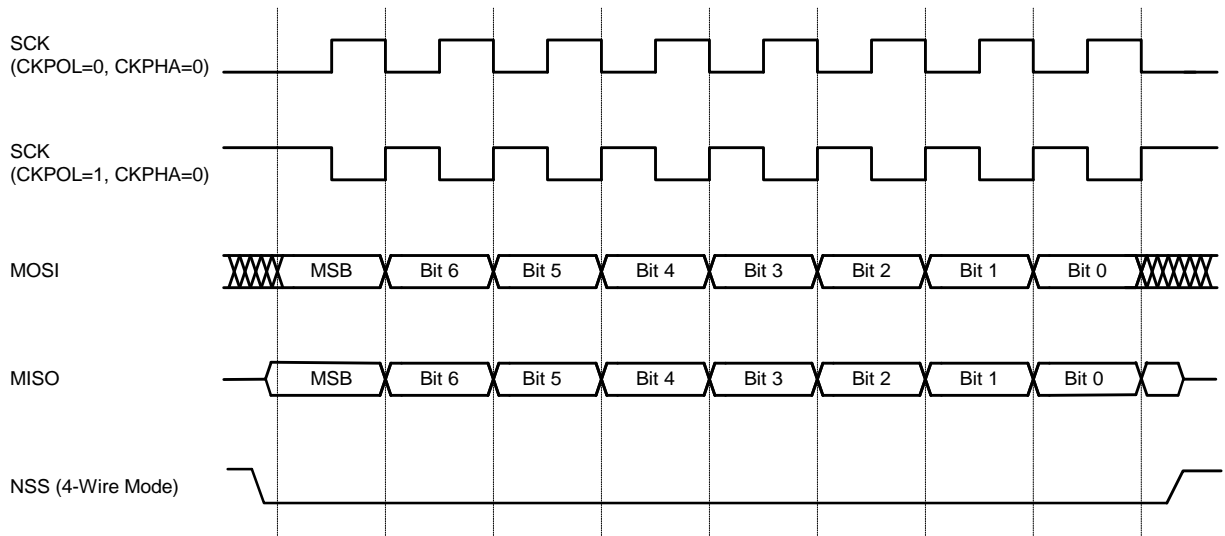 SCK
(CKPOL=0, CKPHA=0)
SCK
(CKPOL=1, CKPHA=0)
MOSI MSB Bit 6 Bit 5 Bit 4 Bit 3 Bit 2 Bit 1 Bit 0
MISO MSB Bit 6 Bit 5 Bit 4 Bit 3 Bit 2 Bit 1 Bit 0
NSS (4-Wire Mode)